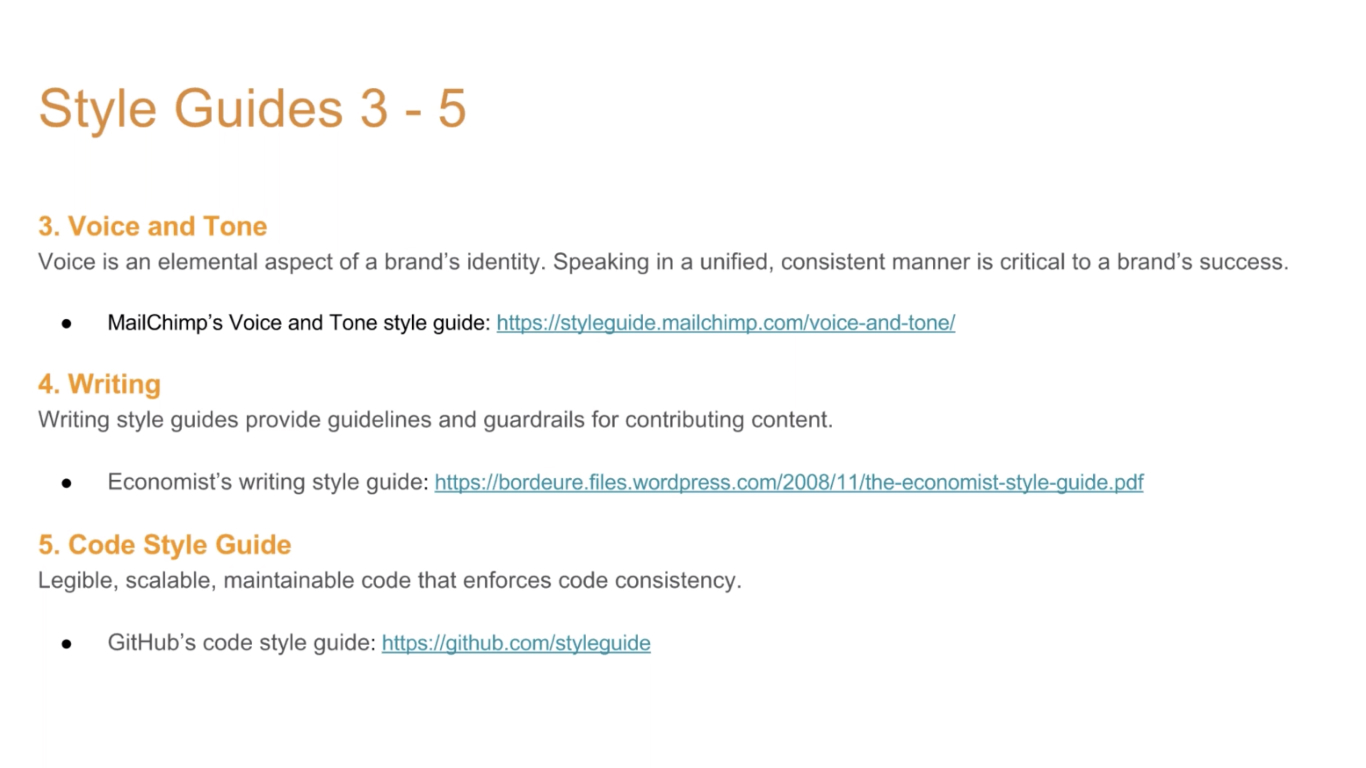 Style Guides 3 - 5
3. Voice and Tone
Voice is an elemental aspect of a brand’s identity. Speaking in a unified, consistent manner is critical to a brand’s success.
● MailChimp’s Voice and Tone style guide: https://styleguide.mailchimp.com/voice-and-tone/
4. Writing
Writing style guides provide guidelines and guardrails for contributing content.
● Economist’s writing style guide: https://bordeure.files.wordpress.com/2008/11/the-economist-style-guide.pdf
5. Code Style Guide
Legible, scalable, maintainable code that enforces code consistency.
● GitHub’s code style guide: https://github.com/styleguide